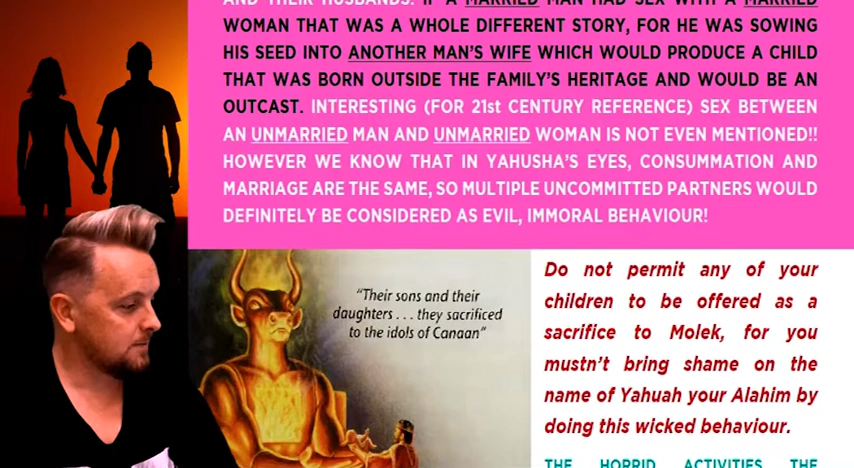 AND THEIR HUSBANDS. IF A MARRIED MAN HAD SEX WITH A MARRIED
WOMAN THAT WAS A WHOLE DIFFERENT STORY, FOR HE WAS SOWING
HIS SEED INTO ANOTHER MAN'S WIFE WHICH WOULD PRODUCE A CHILD
THAT WAS BORN OUTSIDE THE FAMILY'S HERITAGE AND WOULD BE AN
OUTCAST. INTERESTING (FOR 21st CENTURY REFERENCE) SEX BETWEEN
AN UNMARRIED MAN AND UNMARRIED WOMAN IS NOT EVEN MENTIONED!!
HOWEVER WE KNOW THAT IN YAHUSHA'S EYES, CONSUMMATION AND
MARRIAGE ARE THE SAME, SO MULTIPLE UNCOMMITTED PARTNERS WOULD
DEFINITELY BE CONSIDERED AS EVIL, IMMORAL BEHAVIOUR!
"Their sons and their
daughters . . . they sacrificed
to the idols of Canaan"
Do not permit any of your
children to be offered as a
sacrifice to Molek, for you
mustn't bring shame on the
name of Yahuah your Alahim by
doing this wicked behaviour.
THE HORRID ACTIVITIES THE